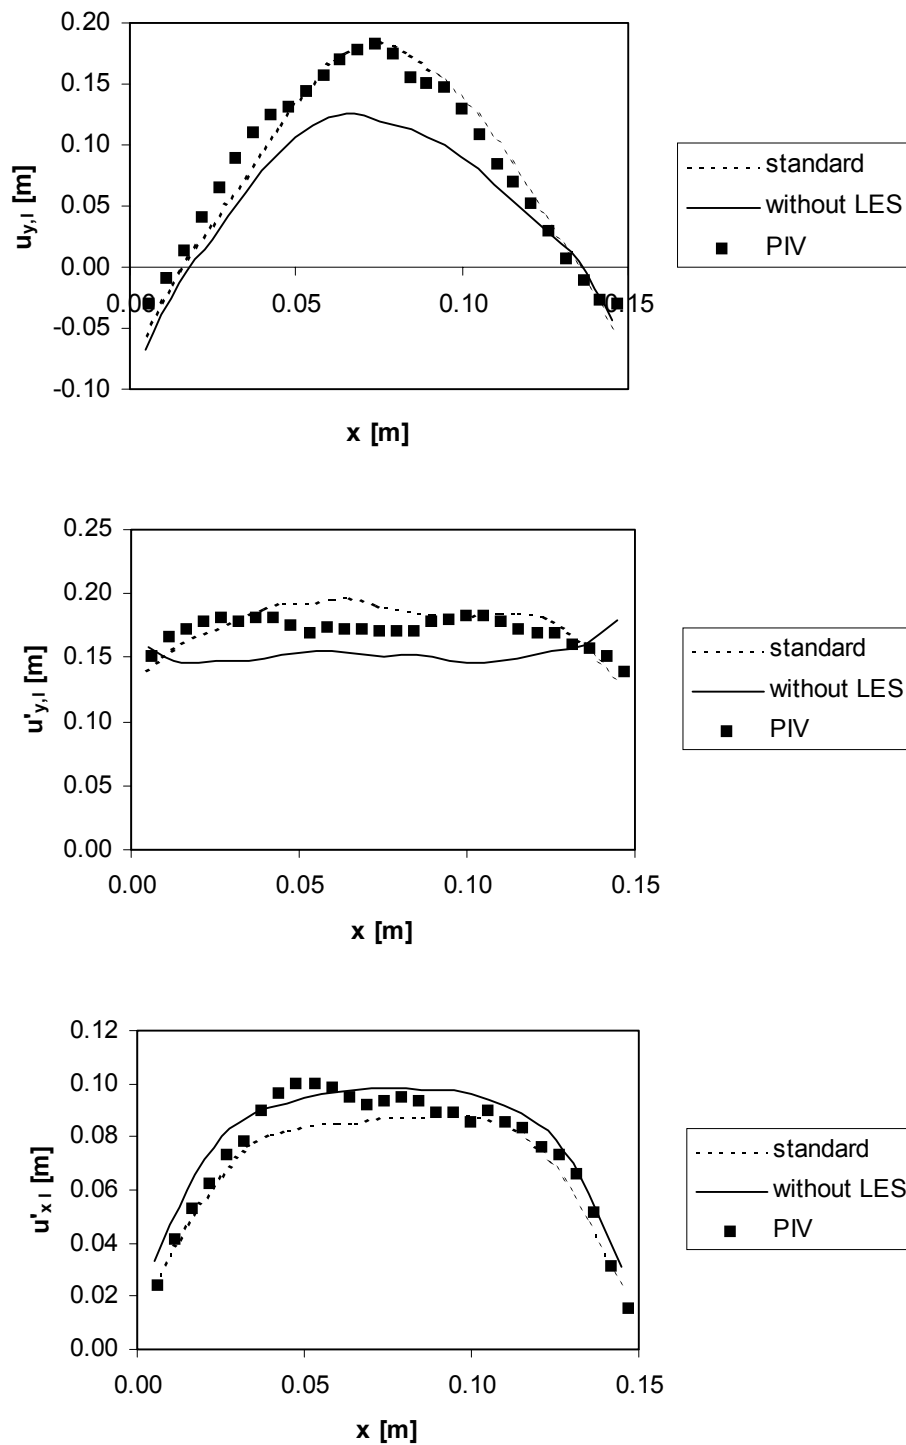 0.20
0.15
0.10
0.05
0.00
-0.05
-0.10
u_y,l [m]
0.00 0.05 0.10 0.15
x [m]
standard
without LES
PIV
0.25
0.20
0.15
0.10
0.05
0.00
u'_y,l [m]
0.00 0.05 0.10 0.15
x [m]
standard
without LES
PIV
0.12
0.10
0.08
0.06
0.04
0.02
0.00
u'_x l [m]
0.00 0.05 0.10 0.15
x [m]
standard
without LES
PIV